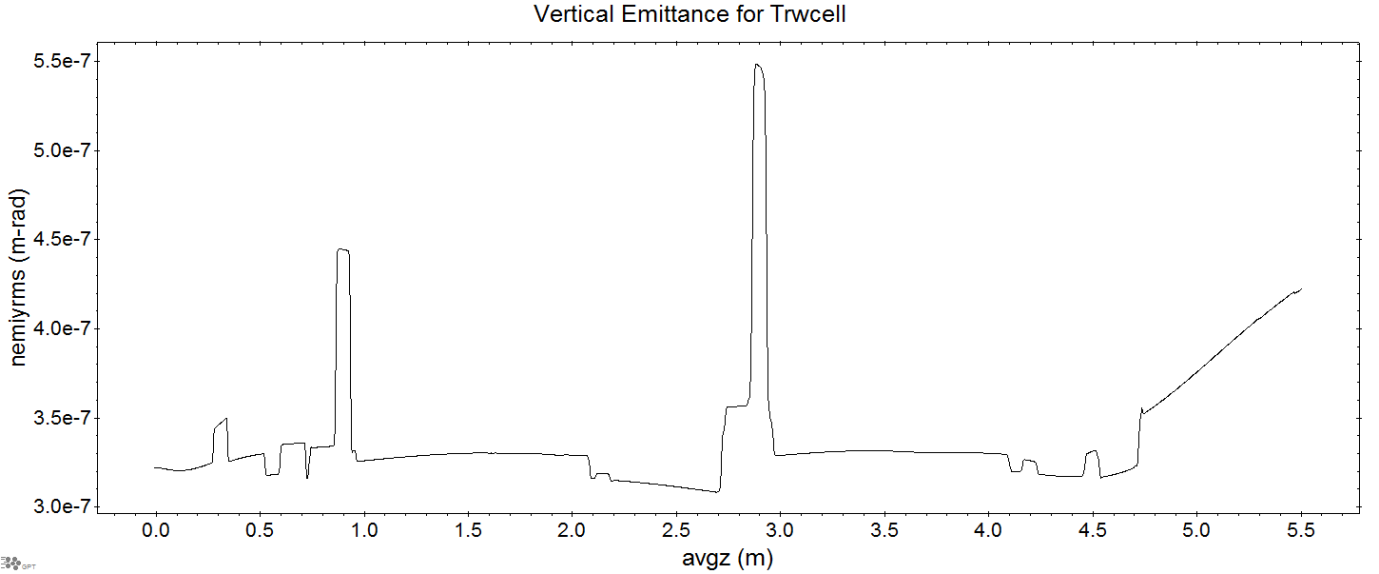 Vertical Emittance for Trwcell
5.5e-7
5.0e-7
4.5e-7
4.0e-7
3.5e-7
3.0e-7
nemiyrms (m-rad)
0.0 0.5 1.0 1.5 2.0 2.5 3.0 3.5 4.0 4.5 5.0 5.5
avgz (m)
GPT